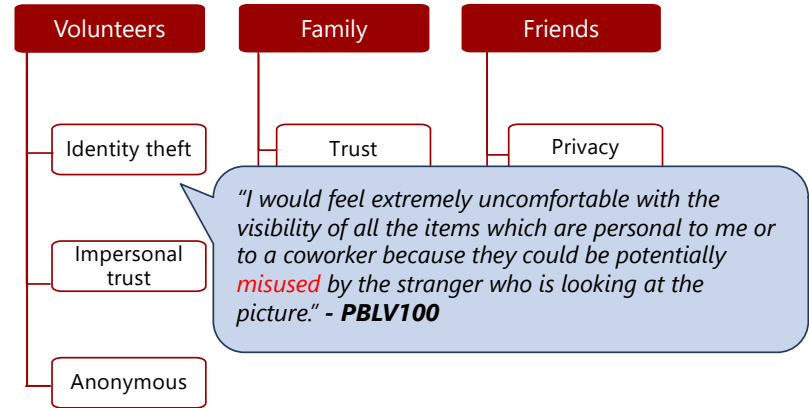 Volunteers
Family
Friends
Identity theft
Trust
Privacy
“I would feel extremely uncomfortable with the
visibility of all the items which are personal to me or
to a coworker because they could be potentially
misused by the stranger who is looking at the
picture.” - PBLV100
Impersonal
trust
Anonymous